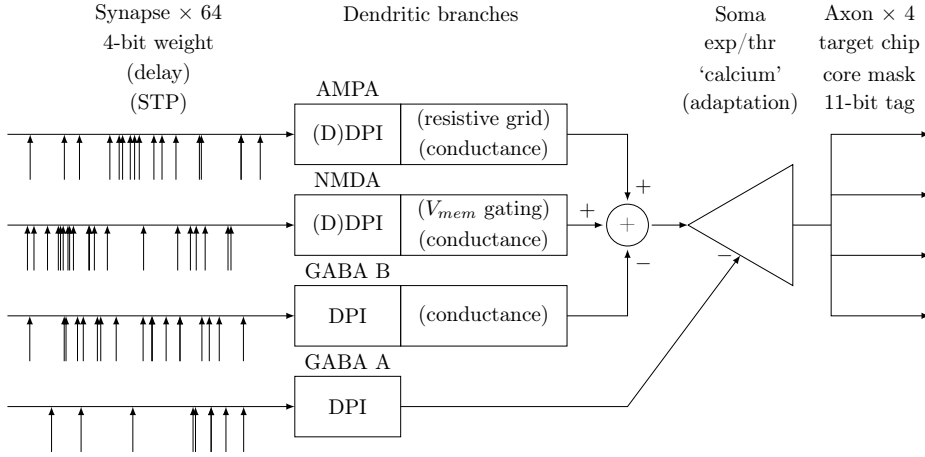 Synapse × 64
4-bit weight
(delay)
(STP)
Dendritic branches
Soma
exp/thr
‘calcium’
(adaptation)
Axon × 4
target chip
core mask
11-bit tag
AMPA
(D)DPI
(resistive grid)
(conductance)
NMDA
(D)DPI
(V_mem gating)
(conductance)
GABA B
DPI
(conductance)
GABA A
DPI
+
+
+
−
−